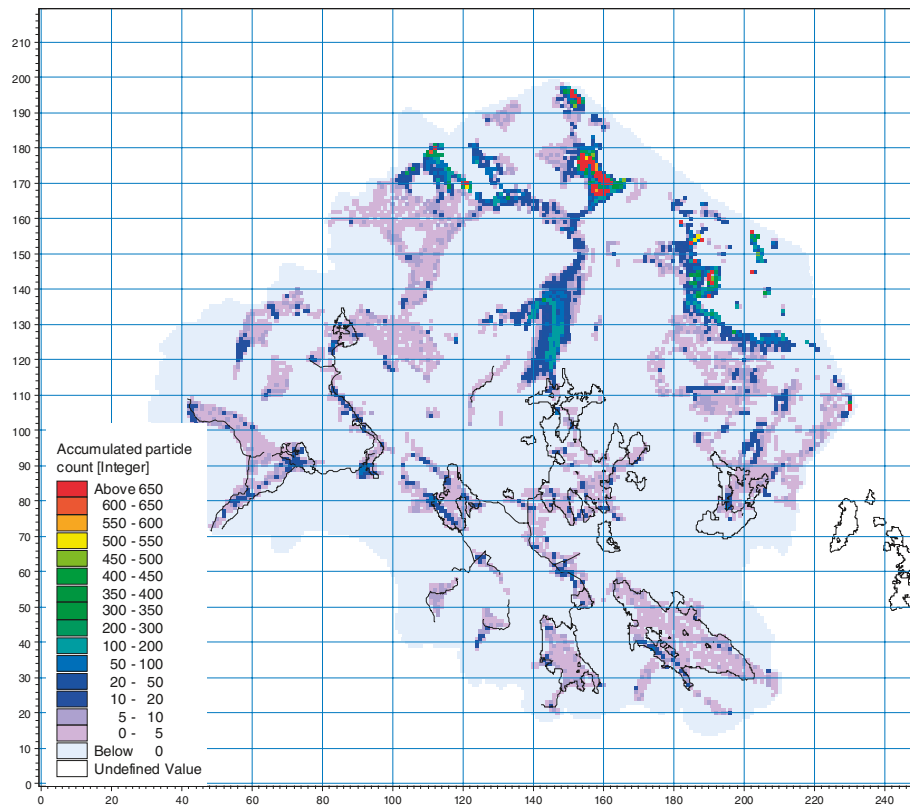 210
200
190
180
170
160
150
140
130
120
110
100
90
80
70
60
50
40
30
20
10
0
Accumulated particle
count [Integer]
Above 650
600 - 650
550 - 600
500 - 550
450 - 500
400 - 450
350 - 400
300 - 350
200 - 300
100 - 200
50 - 100
20 - 50
10 - 20
5 - 10
0 - 5
Below 0
Undefined Value
0 20 40 60 80 100 120 140 160 180 200 220 240